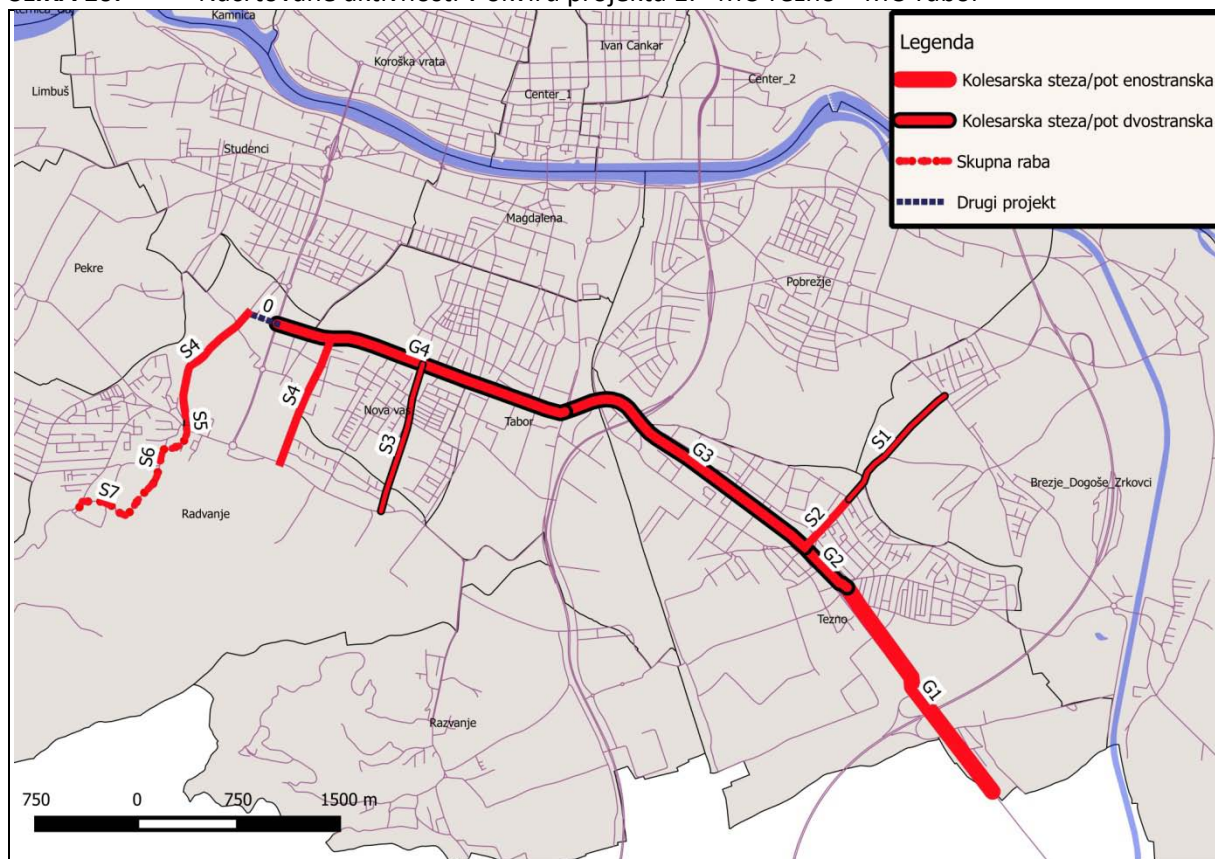 Kamnica
Ivan Cankar
Koroška vrata
Limbuš
Center_1
Center_2
Studenci
Magdalena
Pekre
Pobrežje
0
S4
G4
S4
Nova vas
S3
Tabor
S5
S6
S7
Radvanje
G3
S1
Brezje_Dogoše_Zrkovci
S2
G2
Tezno
G1
Razvanje
Legenda
Kolesarska steza/pot enostranska
Kolesarska steza/pot dvostranska
Skupna raba
Drugi projekt
750 0 750 1500 m